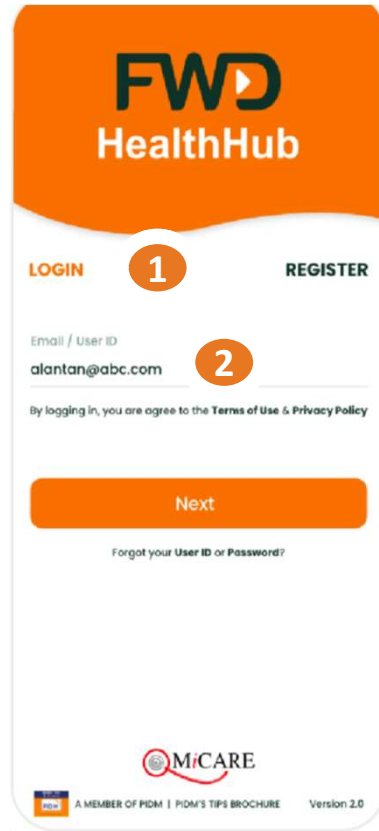 FWD
HealthHub
LOGIN 1 REGISTER
Email / User ID
alantan@abc.com 2
By logging in, you are agree to the Terms of Use & Privacy Policy
Next
Forgot your User ID or Password?
MiCARE
PIDM A MEMBER OF PIDM | PIDM'S TIPS BROCHURE Version 2.0